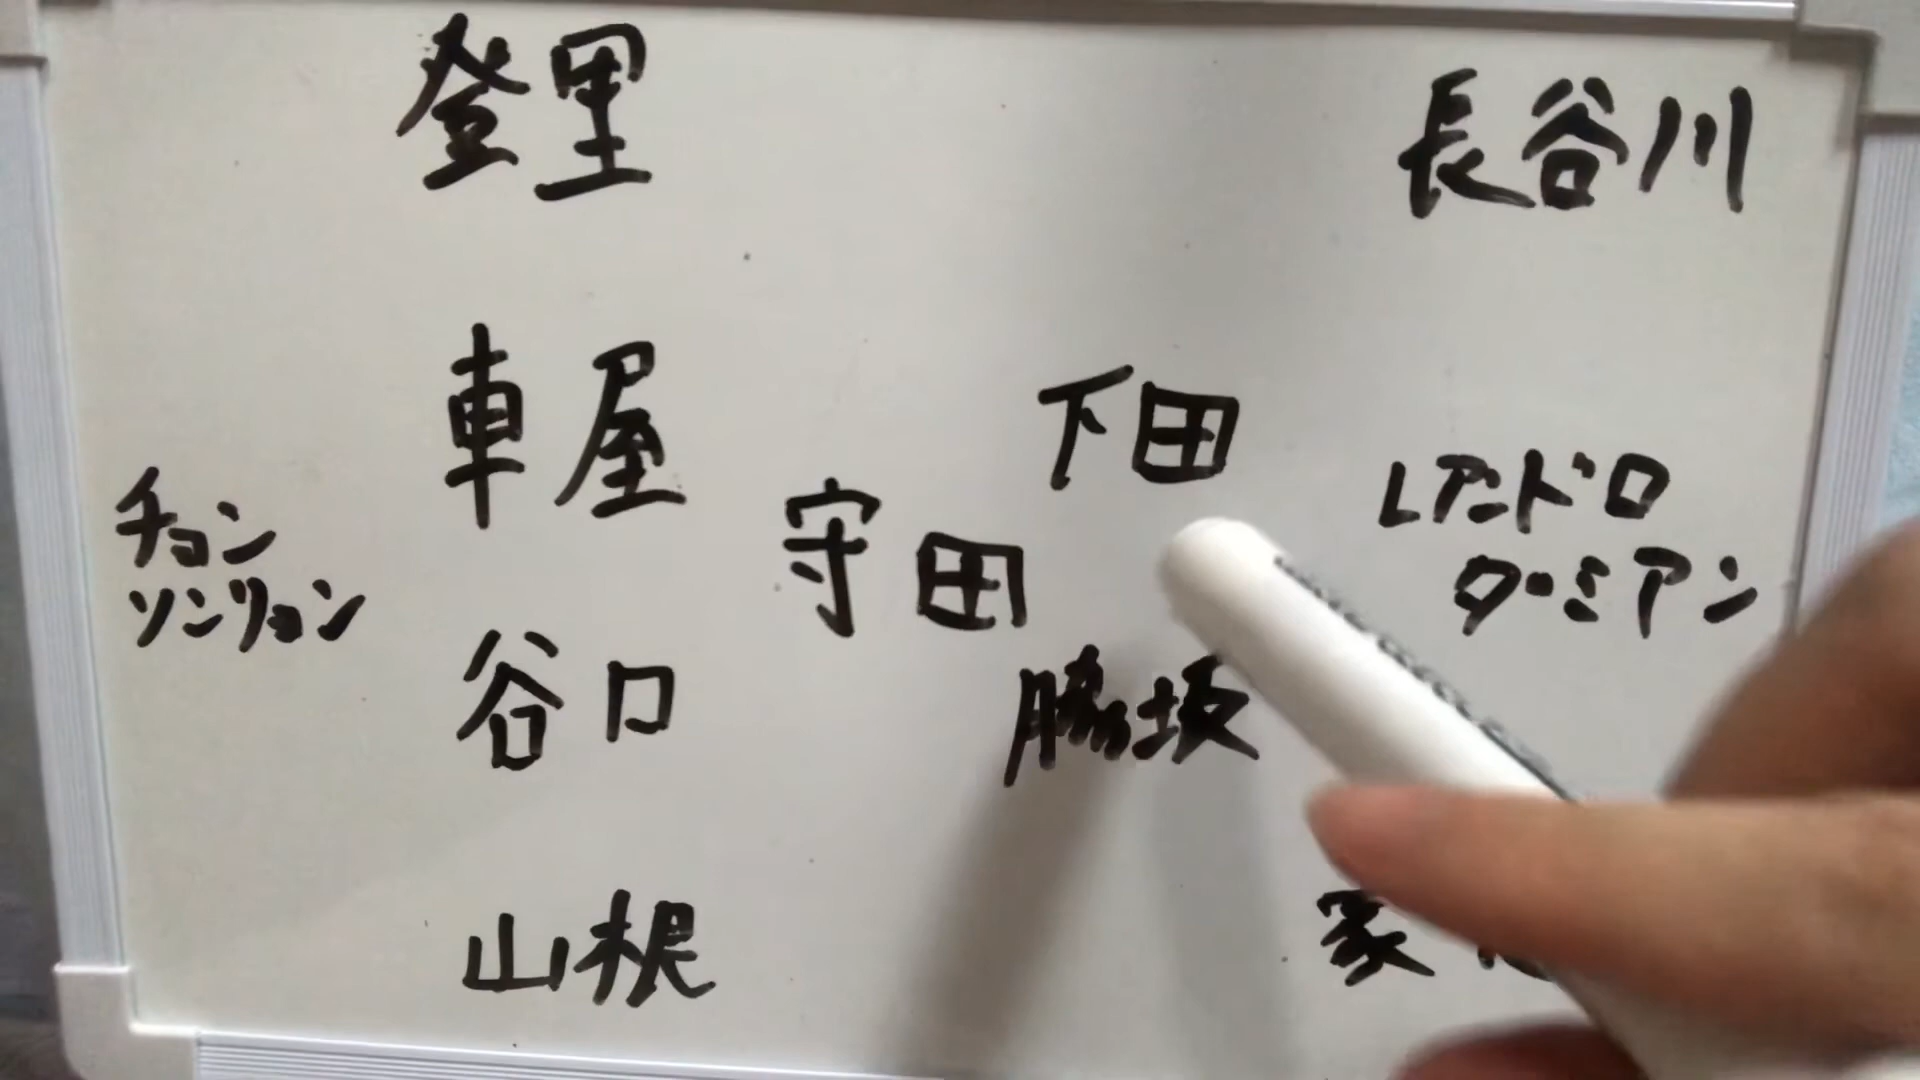 登里
長谷川
車屋
下田
チョン
ソンリョン
守田
レアンドロ
ダミアン
谷口
脇坂
山根
家